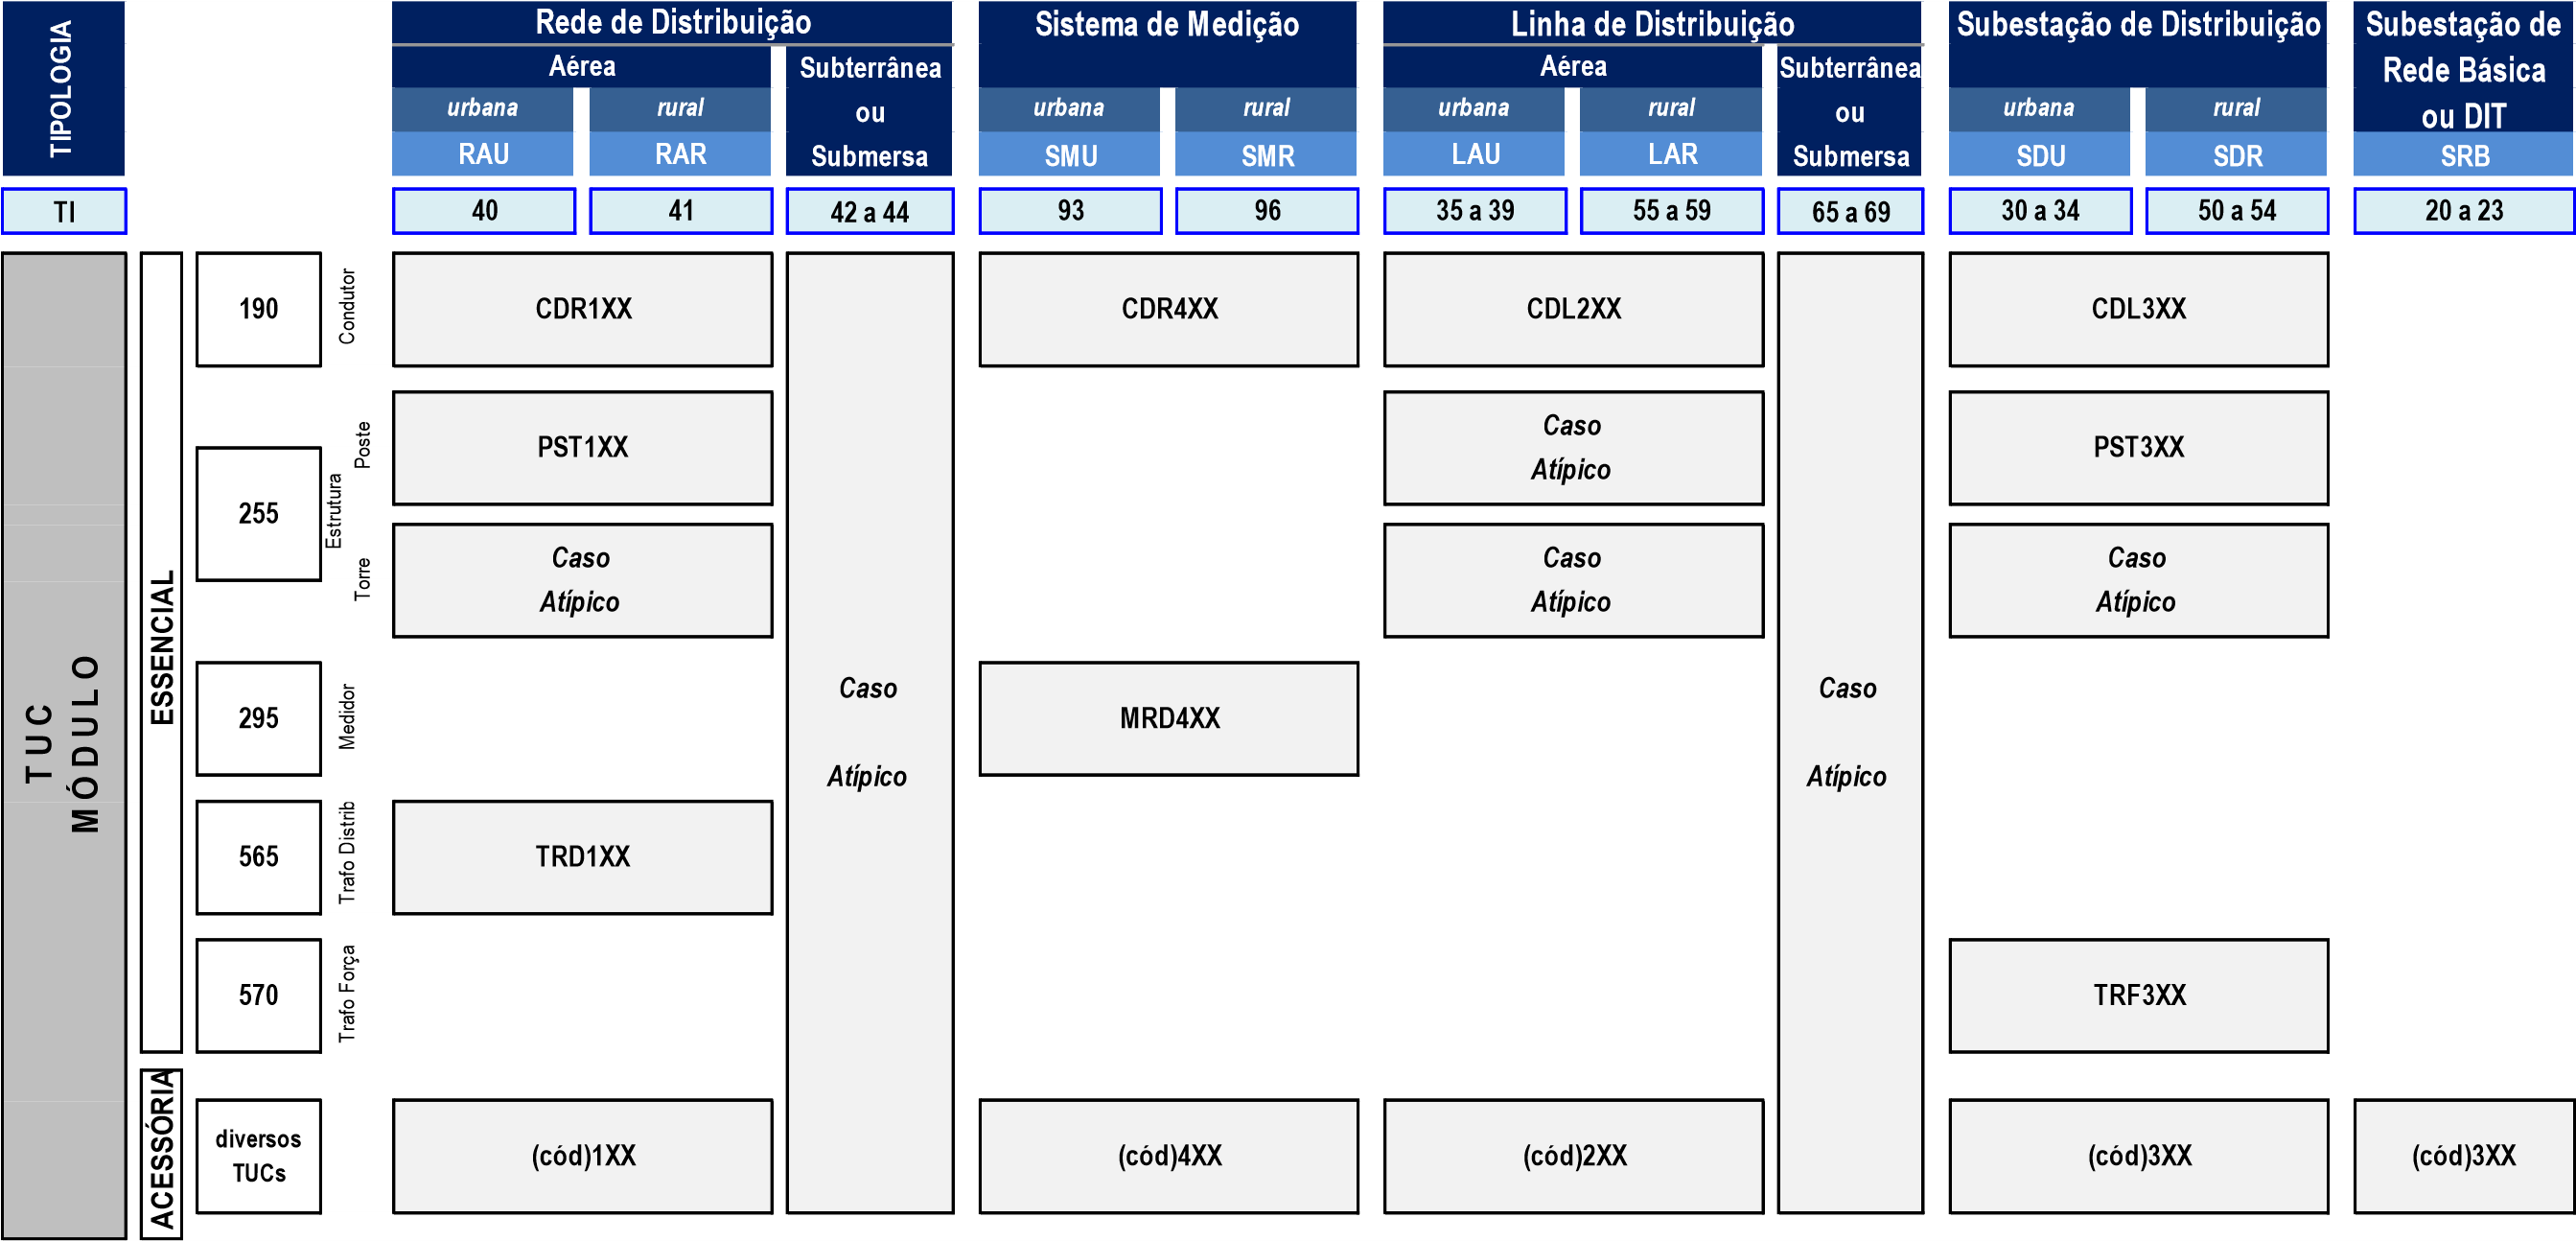 TIPOLOGIA
Rede de Distribuição
Sistema de Medição
Linha de Distribuição
Subestação de Distribuição
Subestação de
Rede Básica
ou DIT
Aérea
Subterrânea
ou
Submersa
Aérea
Subterrânea
ou
Submersa
urbana
rural
urbana
rural
urbana
rural
urbana
rural
RAU
RAR
SMU
SMR
LAU
LAR
SDU
SDR
SRB
TI
40
41
42 a 44
93
96
35 a 39
55 a 59
65 a 69
30 a 34
50 a 54
20 a 23
TUC
MÓDULO
ESSENCIAL
190
Condutor
CDR1XX
CDR4XX
CDL2XX
CDL3XX
255
Estrutura
Poste
PST1XX
Caso
Atípico
PST3XX
Torre
Caso
Atípico
Caso
Atípico
Caso
Atípico
295
Medidor
Caso
Atípico
MRD4XX
Caso
Atípico
565
Trafo Distrib
TRD1XX
570
Trafo Força
TRF3XX
ACESSÓRIA
diversos
TUCs
(cód)1XX
(cód)4XX
(cód)2XX
(cód)3XX
(cód)3XX